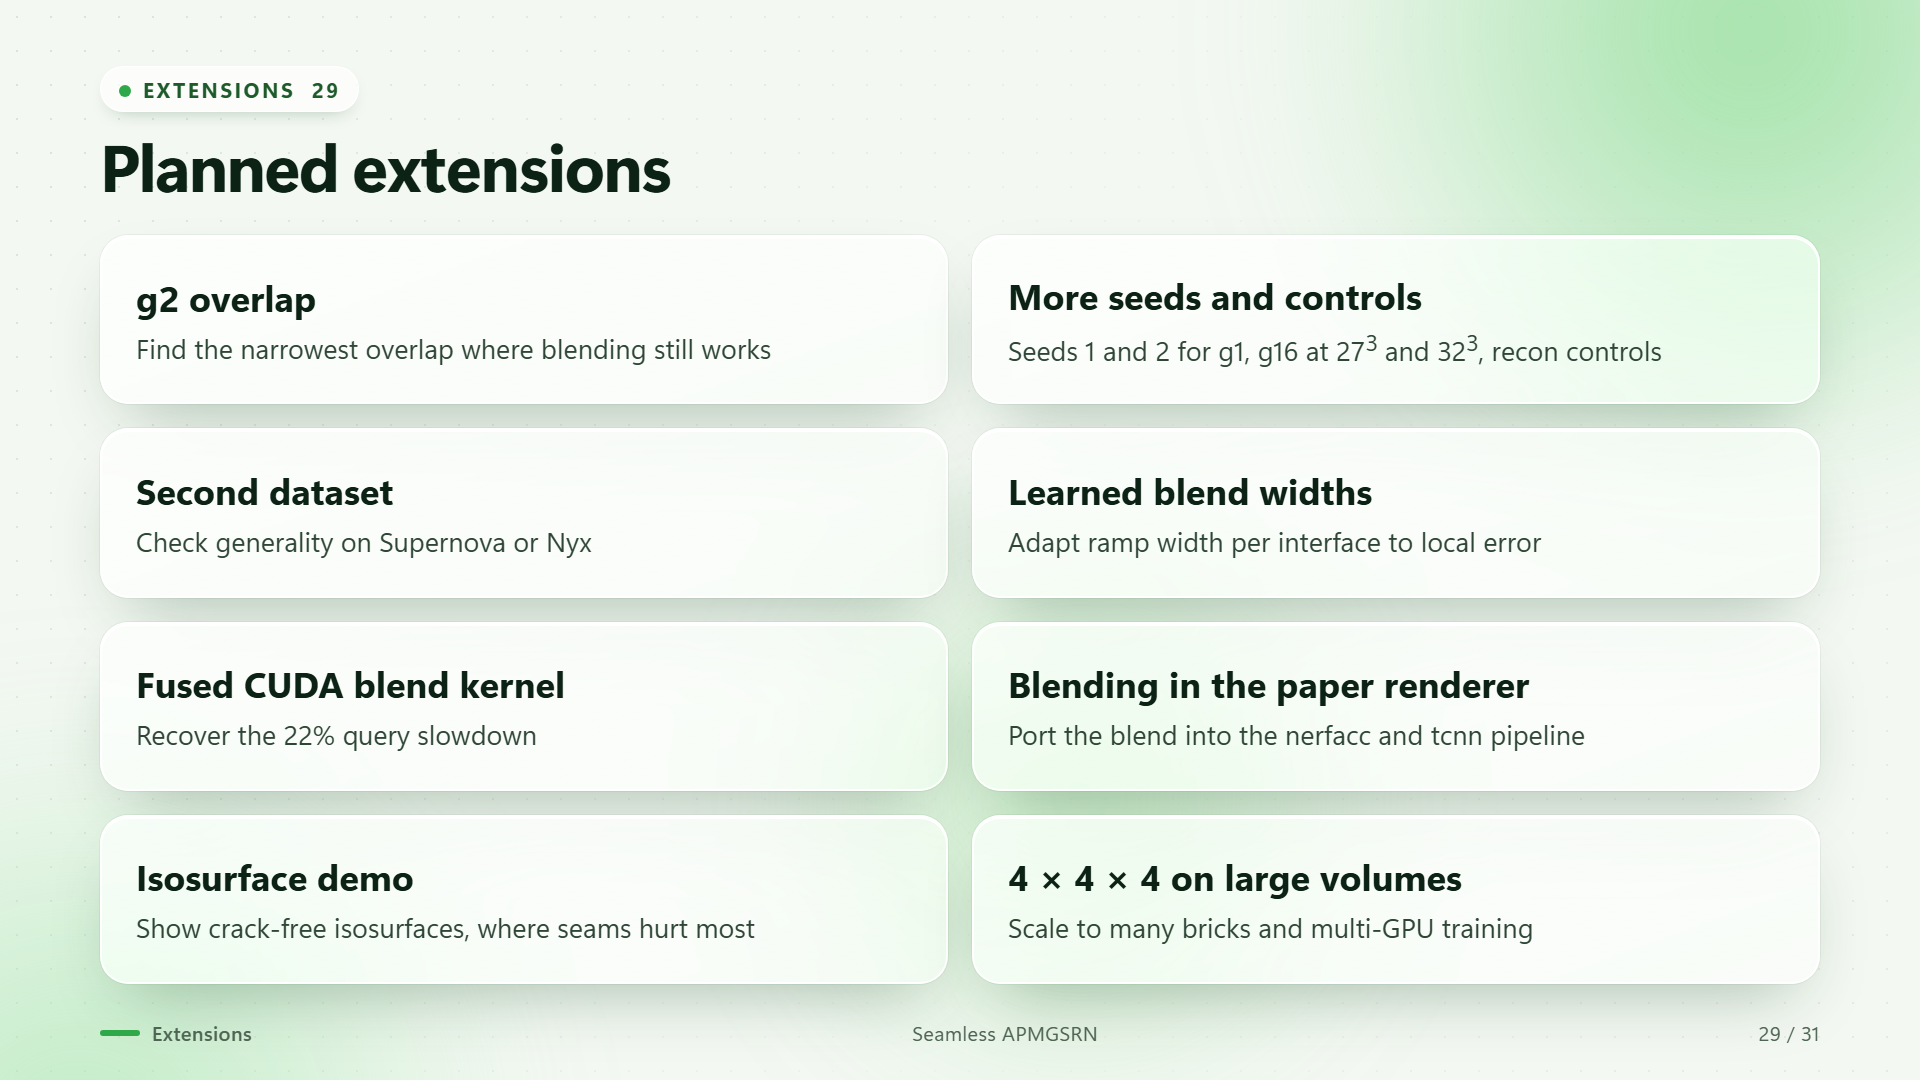 EXTENSIONS 29
Planned extensions
g2 overlap
Find the narrowest overlap where blending still works
More seeds and controls
Seeds 1 and 2 for g1, g16 at 27³ and 32³, recon controls
Second dataset
Check generality on Supernova or Nyx
Learned blend widths
Adapt ramp width per interface to local error
Fused CUDA blend kernel
Recover the 22% query slowdown
Blending in the paper renderer
Port the blend into the nerfacc and tcnn pipeline
Isosurface demo
Show crack-free isosurfaces, where seams hurt most
4 × 4 × 4 on large volumes
Scale to many bricks and multi-GPU training
Extensions
Seamless APMGSRN
29 / 31